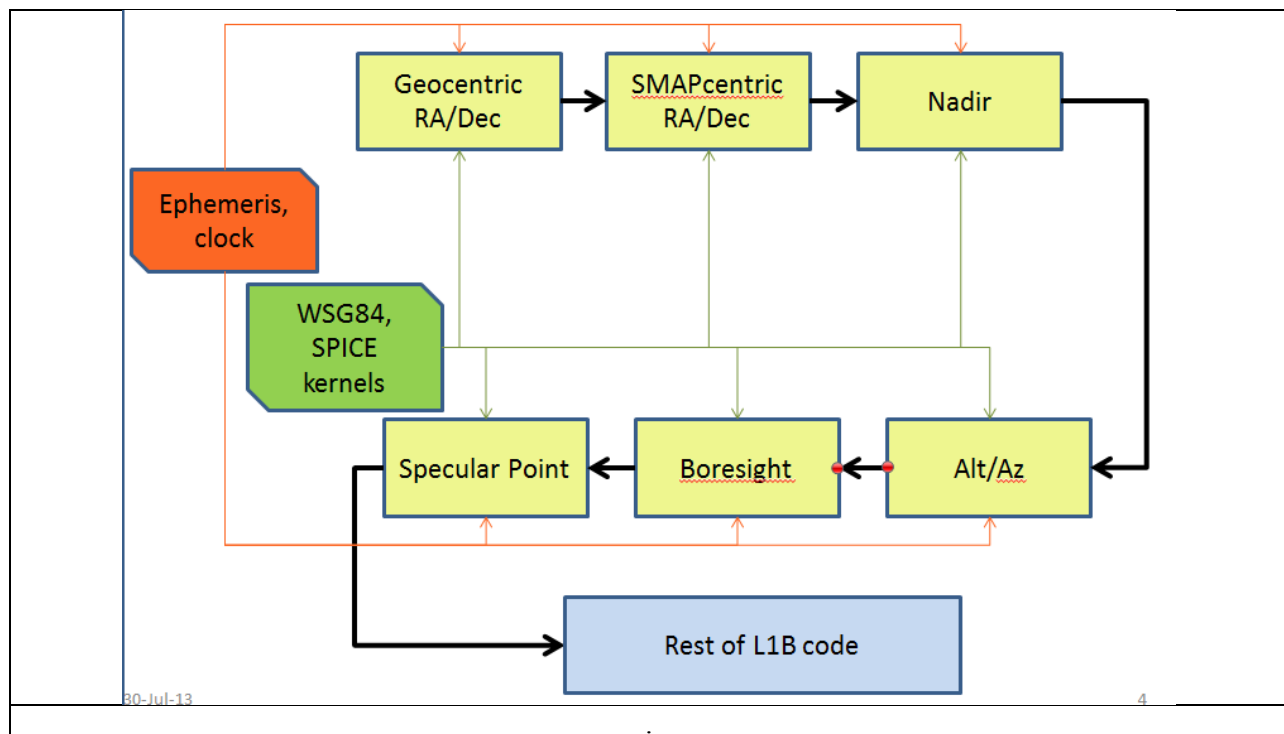 Geocentric
RA/Dec
SMAPcentric
RA/Dec
Nadir
Ephemeris,
clock
WSG84,
SPICE
kernels
Specular Point
Boresight
Alt/Az
Rest of L1B code
30-Jul-13
4